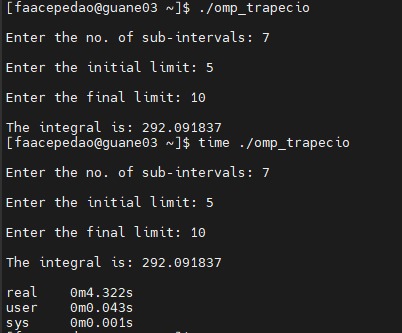 [faacepedao@guane03 ~]$ ./omp_trapecio
Enter the no. of sub-intervals: 7
Enter the initial limit: 5
Enter the final limit: 10
The integral is: 292.091837
[faacepedao@guane03 ~]$ time ./omp_trapecio
Enter the no. of sub-intervals: 7
Enter the initial limit: 5
Enter the final limit: 10
The integral is: 292.091837
real 0m4.322s
user 0m0.043s
sys 0m0.001s